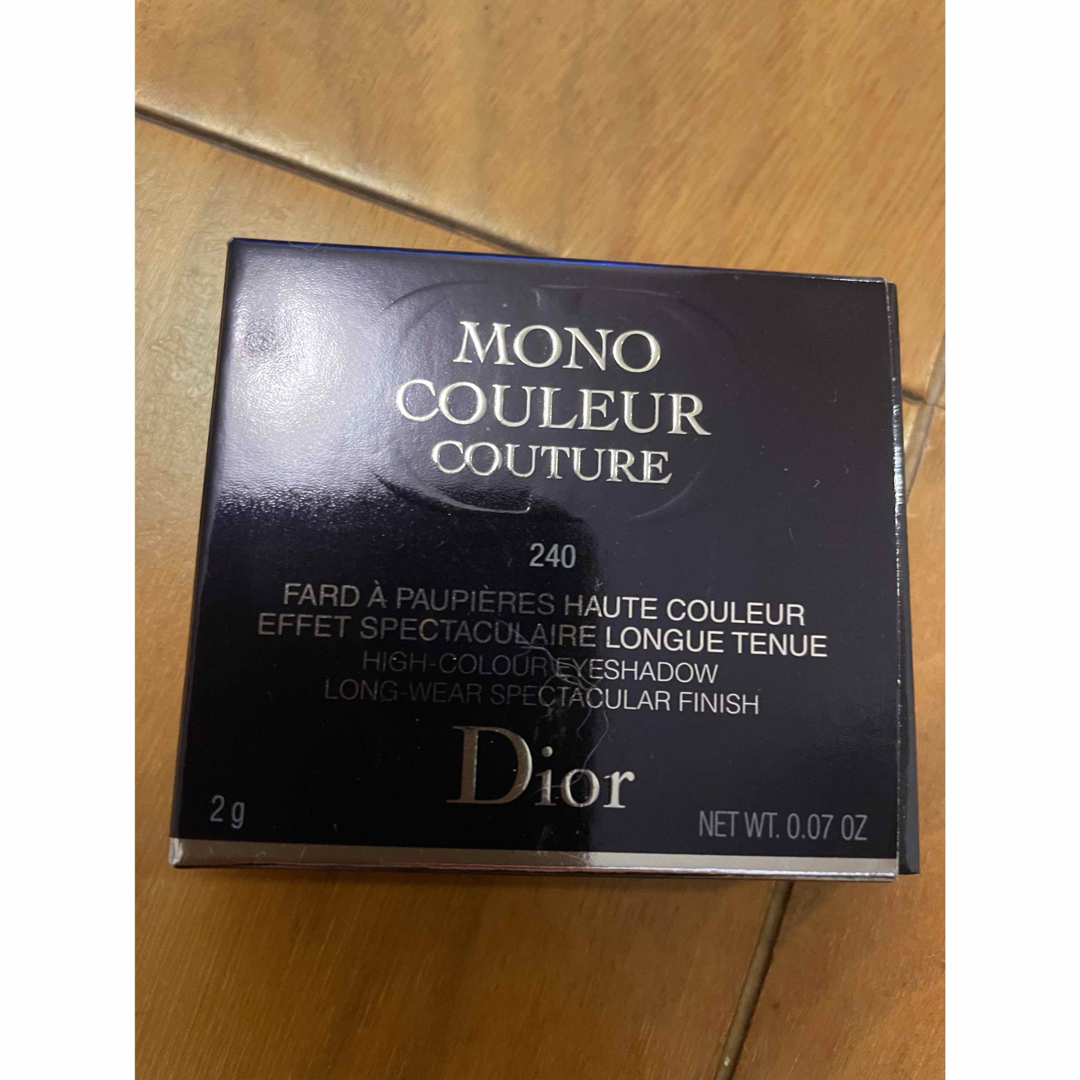 MONO
COULEUR
COUTURE
240
FARD À PAUPIÈRES HAUTE COULEUR
EFFET SPECTACULAIRE LONGUE TENUE
HIGH-COLOUR EYESHADOW
LONG-WEAR SPECTACULAR FINISH
Dior
2 g
NET WT. 0.07 OZ